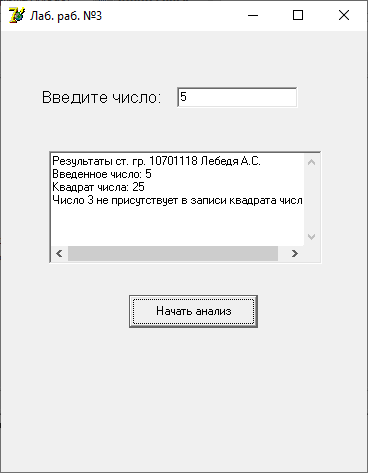 Лаб. раб. №3
Введите число: 5
Результаты ст. гр. 10701118 Лебедя А.С.
Введенное число: 5
Квадрат числа: 25
Число 3 не присутствует в записи квадрата числ
Начать анализ